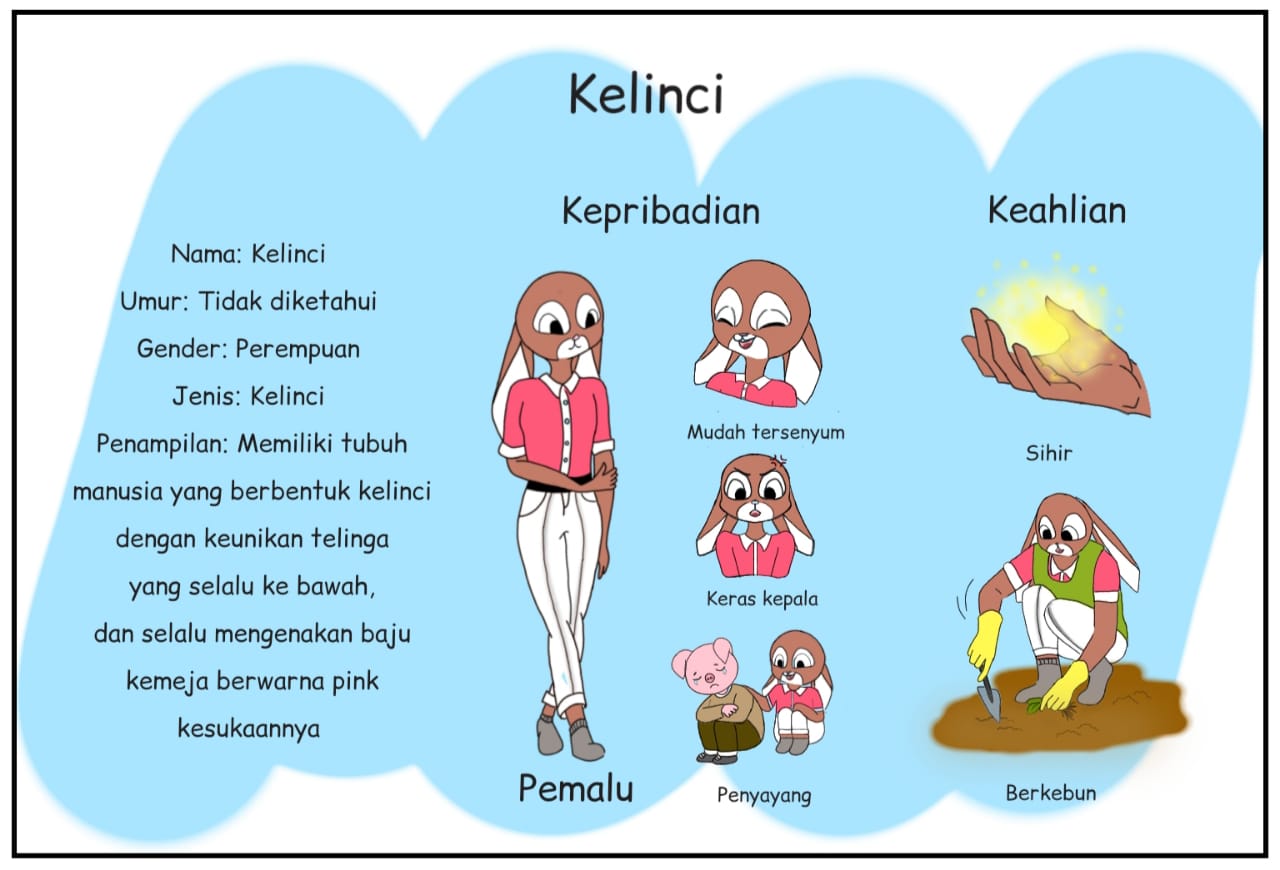 Kelinci
Nama: Kelinci
Umur: Tidak diketahui
Gender: Perempuan
Jenis: Kelinci
Penampilan: Memiliki tubuh
manusia yang berbentuk kelinci
dengan keunikan telinga
yang selalu ke bawah,
dan selalu mengenakan baju
kemeja berwarna pink
kesukaannya
Kepribadian
Pemalu
Mudah tersenyum
Keras kepala
Penyayang
Keahlian
Sihir
Berkebun